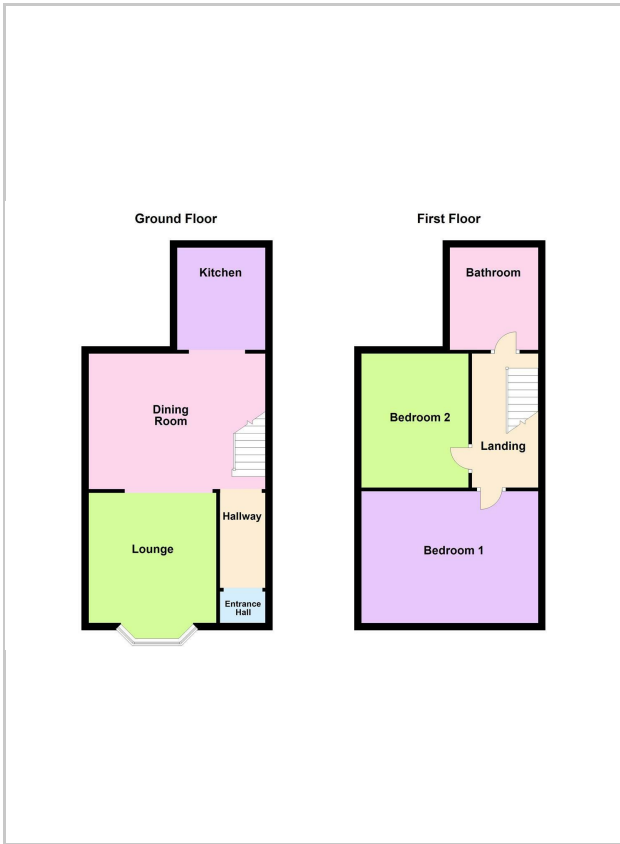 Ground Floor
Kitchen
Dining
Room
Hallway
Lounge
Entrance
Hall
First Floor
Bathroom
Bedroom 2
Landing
Bedroom 1